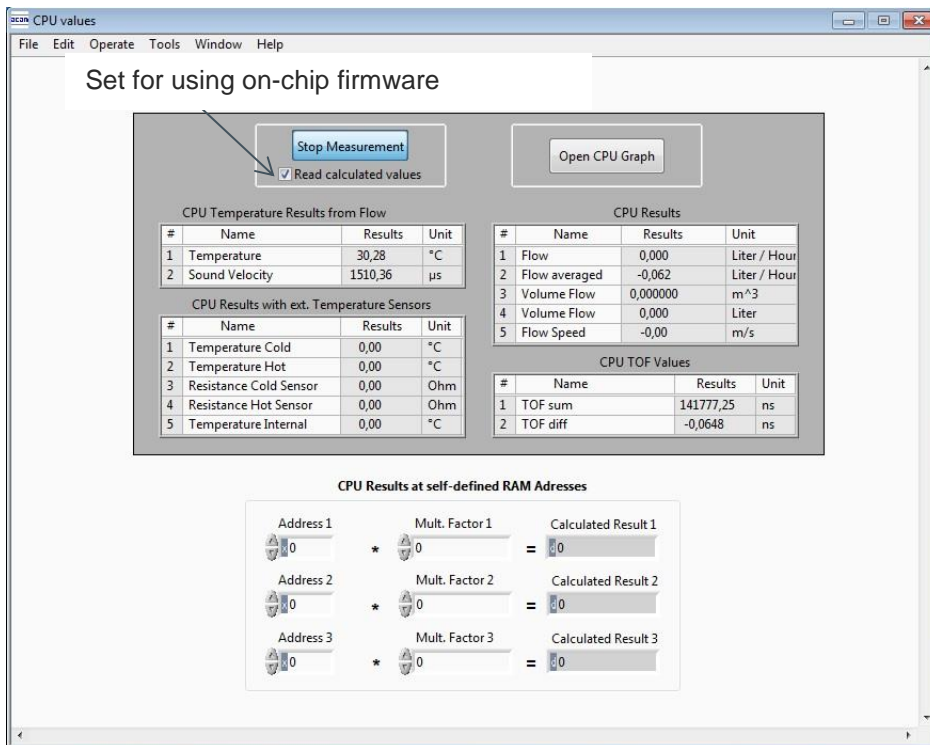 acam CPU values
File Edit Operate Tools Window Help
Set for using on-chip firmware
Stop Measurement
Read calculated values
Open CPU Graph
CPU Temperature Results from Flow
# Name Results Unit
1 Temperature 30,28 °C
2 Sound Velocity 1510,36 µs
CPU Results with ext. Temperature Sensors
# Name Results Unit
1 Temperature Cold 0,00 °C
2 Temperature Hot 0,00 °C
3 Resistance Cold Sensor 0,00 Ohm
4 Resistance Hot Sensor 0,00 Ohm
5 Temperature Internal 0,00 °C
CPU Results
# Name Results Unit
1 Flow 0,000 Liter / Hour
2 Flow averaged -0,062 Liter / Hour
3 Volume Flow 0,000000 m^3
4 Volume Flow 0,000 Liter
5 Flow Speed -0,00 m/s
CPU TOF Values
# Name Results Unit
1 TOF sum 141777,25 ns
2 TOF diff -0,0648 ns
CPU Results at self-defined RAM Adresses
Address 1 Mult. Factor 1 Calculated Result 1
x 0 * 0 = d 0
Address 2 Mult. Factor 2 Calculated Result 2
x 0 * 0 = d 0
Address 3 Mult. Factor 3 Calculated Result 3
x 0 * 0 = d 0